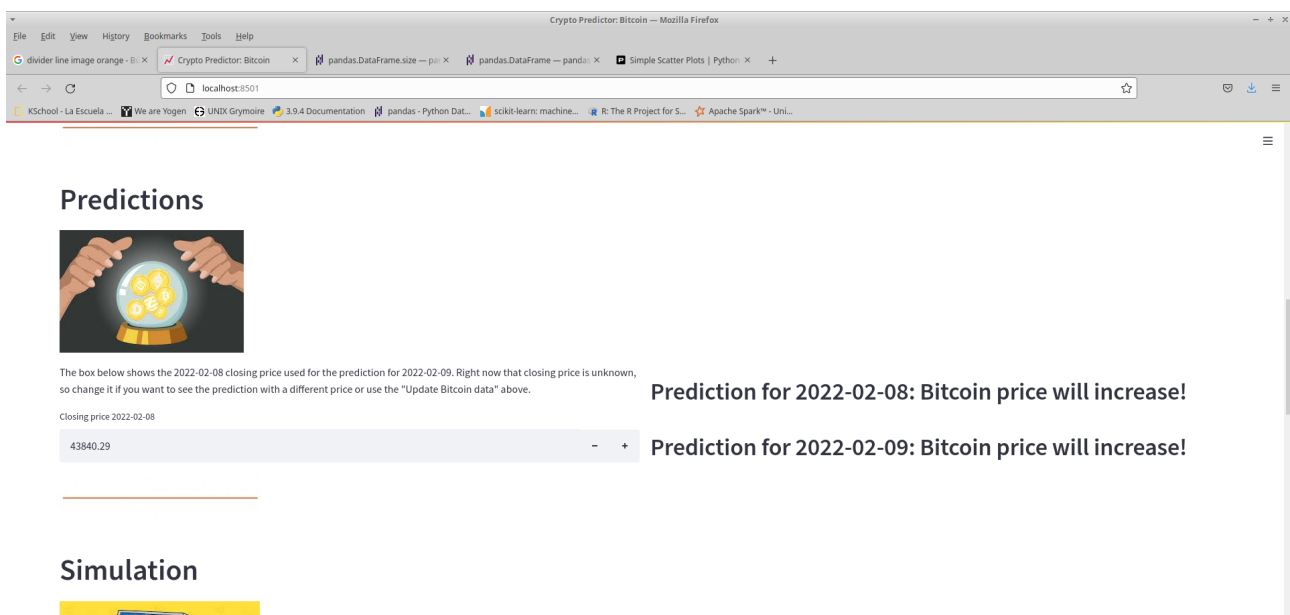 Crypto Predictor: Bitcoin — Mozilla Firefox
File Edit View History Bookmarks Tools Help
divider line image orange - B Crypto Predictor: Bitcoin pandas.DataFrame.size — pa pandas.DataFrame — pandas Simple Scatter Plots | Python
localhost:8501
KSchool - La Escuela ... We are Yogen UNIX Grymoire 3.9.4 Documentation pandas - Python Dat... scikit-learn: machine... R: The R Project for S... Apache Spark™ - Uni...
Predictions
The box below shows the 2022-02-08 closing price used for the prediction for 2022-02-09. Right now that closing price is unknown,
so change it if you want to see the prediction with a different price or use the "Update Bitcoin data" above.
Closing price 2022-02-08
43840.29 - +
Prediction for 2022-02-08: Bitcoin price will increase!
Prediction for 2022-02-09: Bitcoin price will increase!
Simulation